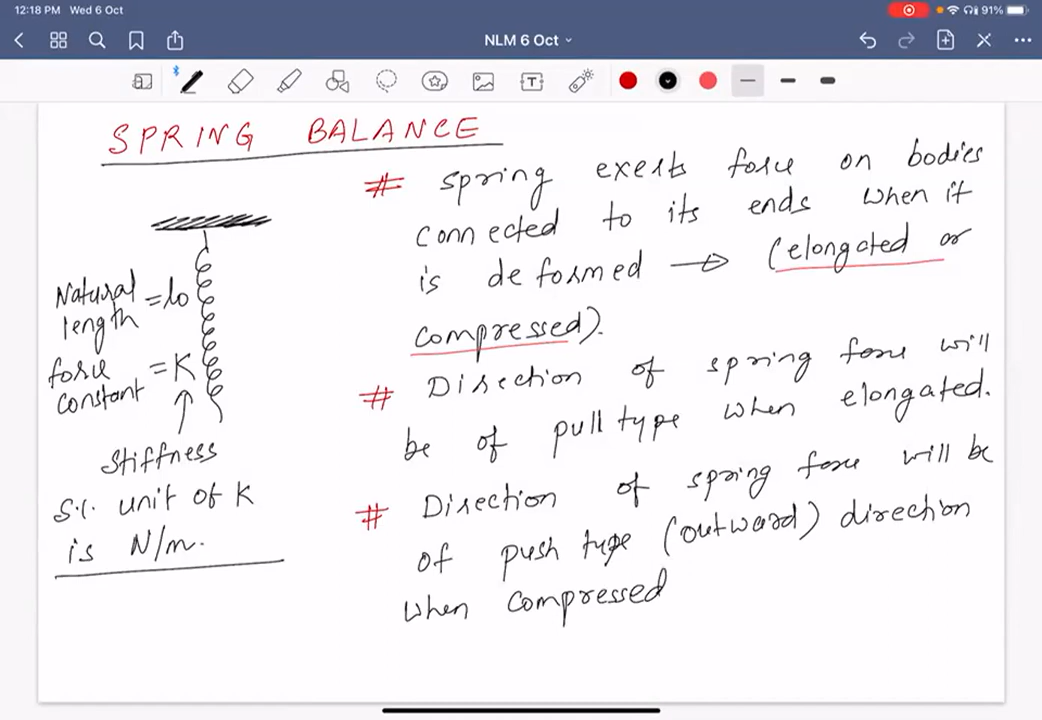 12:18 PM Wed 6 Oct
91%
NLM 6 Oct
SPRING BALANCE
# spring exerts force on bodies
connected to its ends when it
is deformed → (elongated or
compressed).
# Direction of spring force will
be of pull type when elongated.
# Direction of spring force will be
of push type (outward) direction
when compressed
Natural
length = lo
force
constant = K
↑
Stiffness
S.I. unit of K
is N/m.